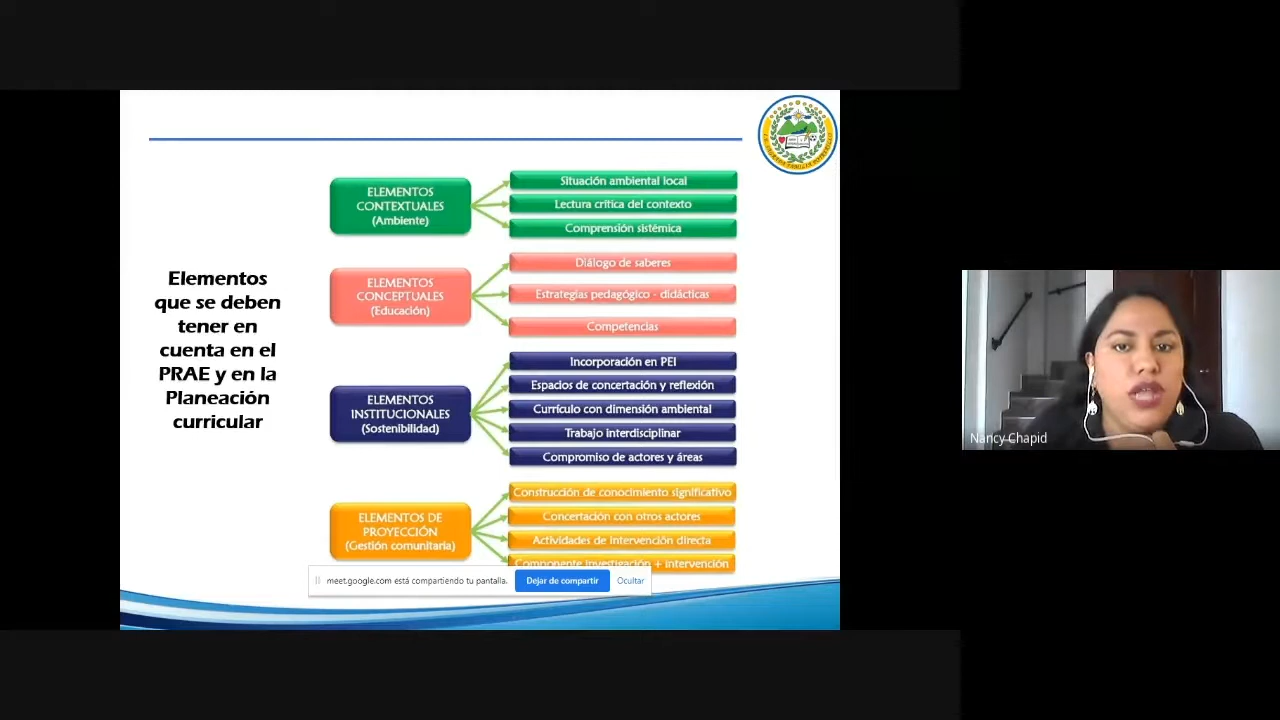 Elementos
que se deben
tener en
cuenta en el
PRAE y en la
Planeación
curricular
ELEMENTOS
CONTEXTUALES
(Ambiente)
Situación ambiental local
Lectura crítica del contexto
Comprensión sistémica
ELEMENTOS
CONCEPTUALES
(Educación)
Diálogo de saberes
Estrategias pedagógico - didácticas
Competencias
ELEMENTOS
INSTITUCIONALES
(Sostenibilidad)
Incorporación en PEI
Espacios de concertación y reflexión
Currículo con dimensión ambiental
Trabajo interdisciplinar
Compromiso de actores y áreas
ELEMENTOS DE
PROYECCIÓN
(Gestión comunitaria)
Construcción de conocimiento significativo
Concertación con otros actores
Actividades de intervención directa
Componente investigación + intervención
meet.google.com está compartiendo tu pantalla.
Dejar de compartir
Ocultar
Nancy Chapid